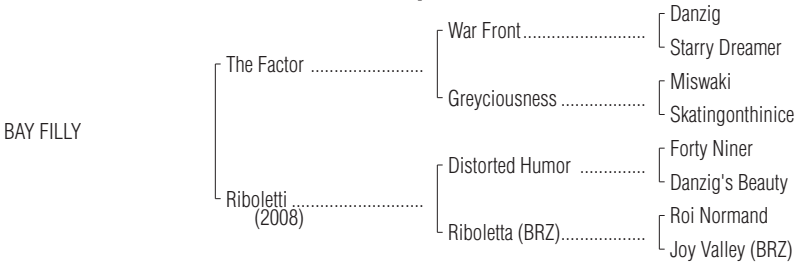 Danzig
War Front........................
Starry Dreamer
The Factor ......................
Miswaki
Greyciousness .................
Skatingonthinice
BAY FILLY
Forty Niner
Distorted Humor .............
Danzig's Beauty
Riboletti..........................
(2008)
Roi Normand
Riboletta (BRZ)................
Joy Valley (BRZ)